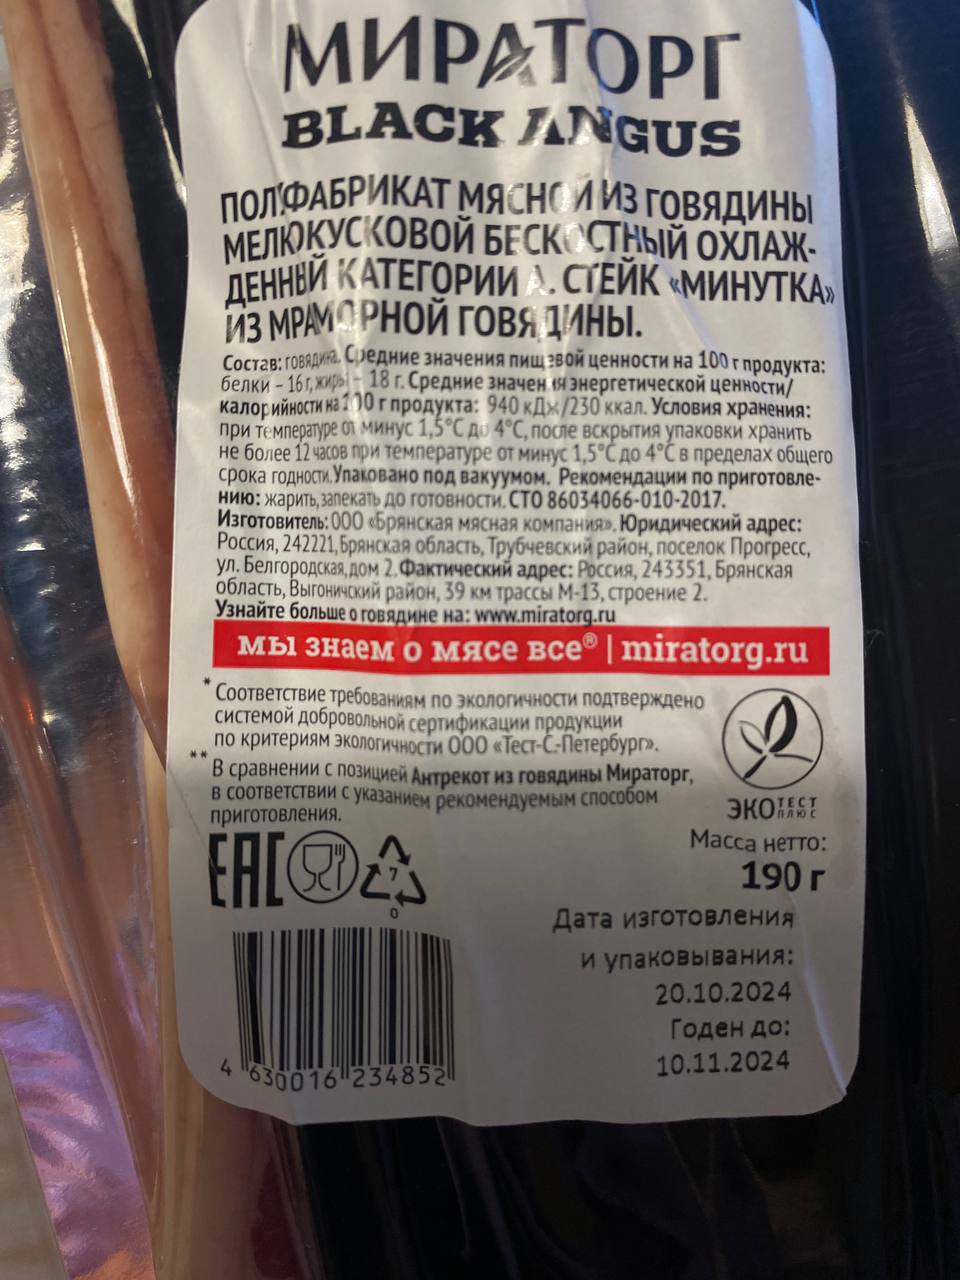 МИРАТОРГ
BLACK ANGUS
ПОЛУФАБРИКАТ МЯСНОЙ ИЗ ГОВЯДИНЫ
МЕЛКОКУСКОВОЙ БЕСКОСТНЫЙ ОХЛАЖ-
ДЕННЫЙ КАТЕГОРИИ А. СТЕЙК «МИНУТКА»
ИЗ МРАМОРНОЙ ГОВЯДИНЫ.
Состав: говядина. Средние значения пищевой ценности на 100 г продукта:
белки – 16 г, жиры – 18 г. Средние значения энергетической ценности/
калорийности на 100 г продукта: 940 кДж/230 ккал. Условия хранения:
при температуре от минус 1,5°С до 4°С, после вскрытия упаковки хранить
не более 12 часов при температуре от минус 1,5°С до 4°С в пределах общего
срока годности. Упаковано под вакуумом. Рекомендации по приготовле-
нию: жарить, запекать до готовности. СТО 86034066-010-2017.
Изготовитель: ООО «Брянская мясная компания». Юридический адрес:
Россия, 242221, Брянская область, Трубчевский район, поселок Прогресс,
ул. Белгородская, дом 2. Фактический адрес: Россия, 243351, Брянская
область, Выгоничский район, 39 км трассы М-13, строение 2.
Узнайте больше о говядине на: www.miratorg.ru
мы знаем о мясе все® | miratorg.ru
* Соответствие требованиям по экологичности подтверждено
системой добровольной сертификации продукции
по критериям экологичности ООО «Тест-С.-Петербург».
** В сравнении с позицией Антрекот из говядины Мираторг,
в соответствии с указанием рекомендуемым способом
приготовления.
ЭКО ТЕСТ ПЛЮС
EAC
7
0
Масса нетто:
190 г
Дата изготовления
и упаковывания:
20.10.2024
Годен до:
10.11.2024
4 630016 234852